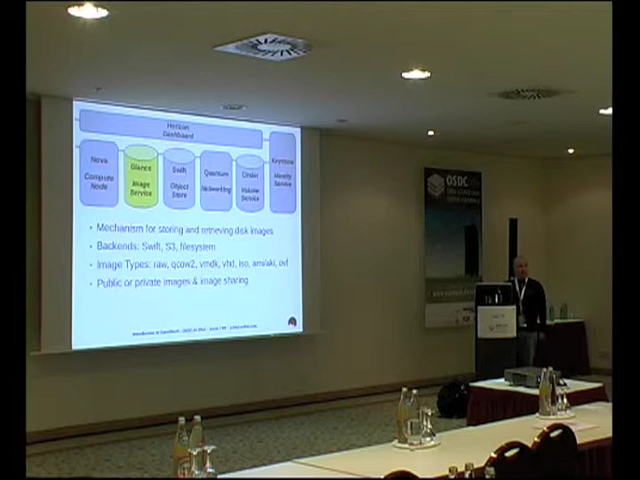 Horizon
Dashboard
Nova
Compute
Node
Glance
Image
Service
Swift
Object
Store
Quantum
Networking
Cinder
Volume
Service
Keystone
Identity
Service
- Mechanism for storing and retrieving disk images
- Backends: Swift, S3, filesystem
- Image Types: raw, qcow2, vmdk, vhd, iso, ami/aki, ovf
- Public or private images & image sharing
OSDC